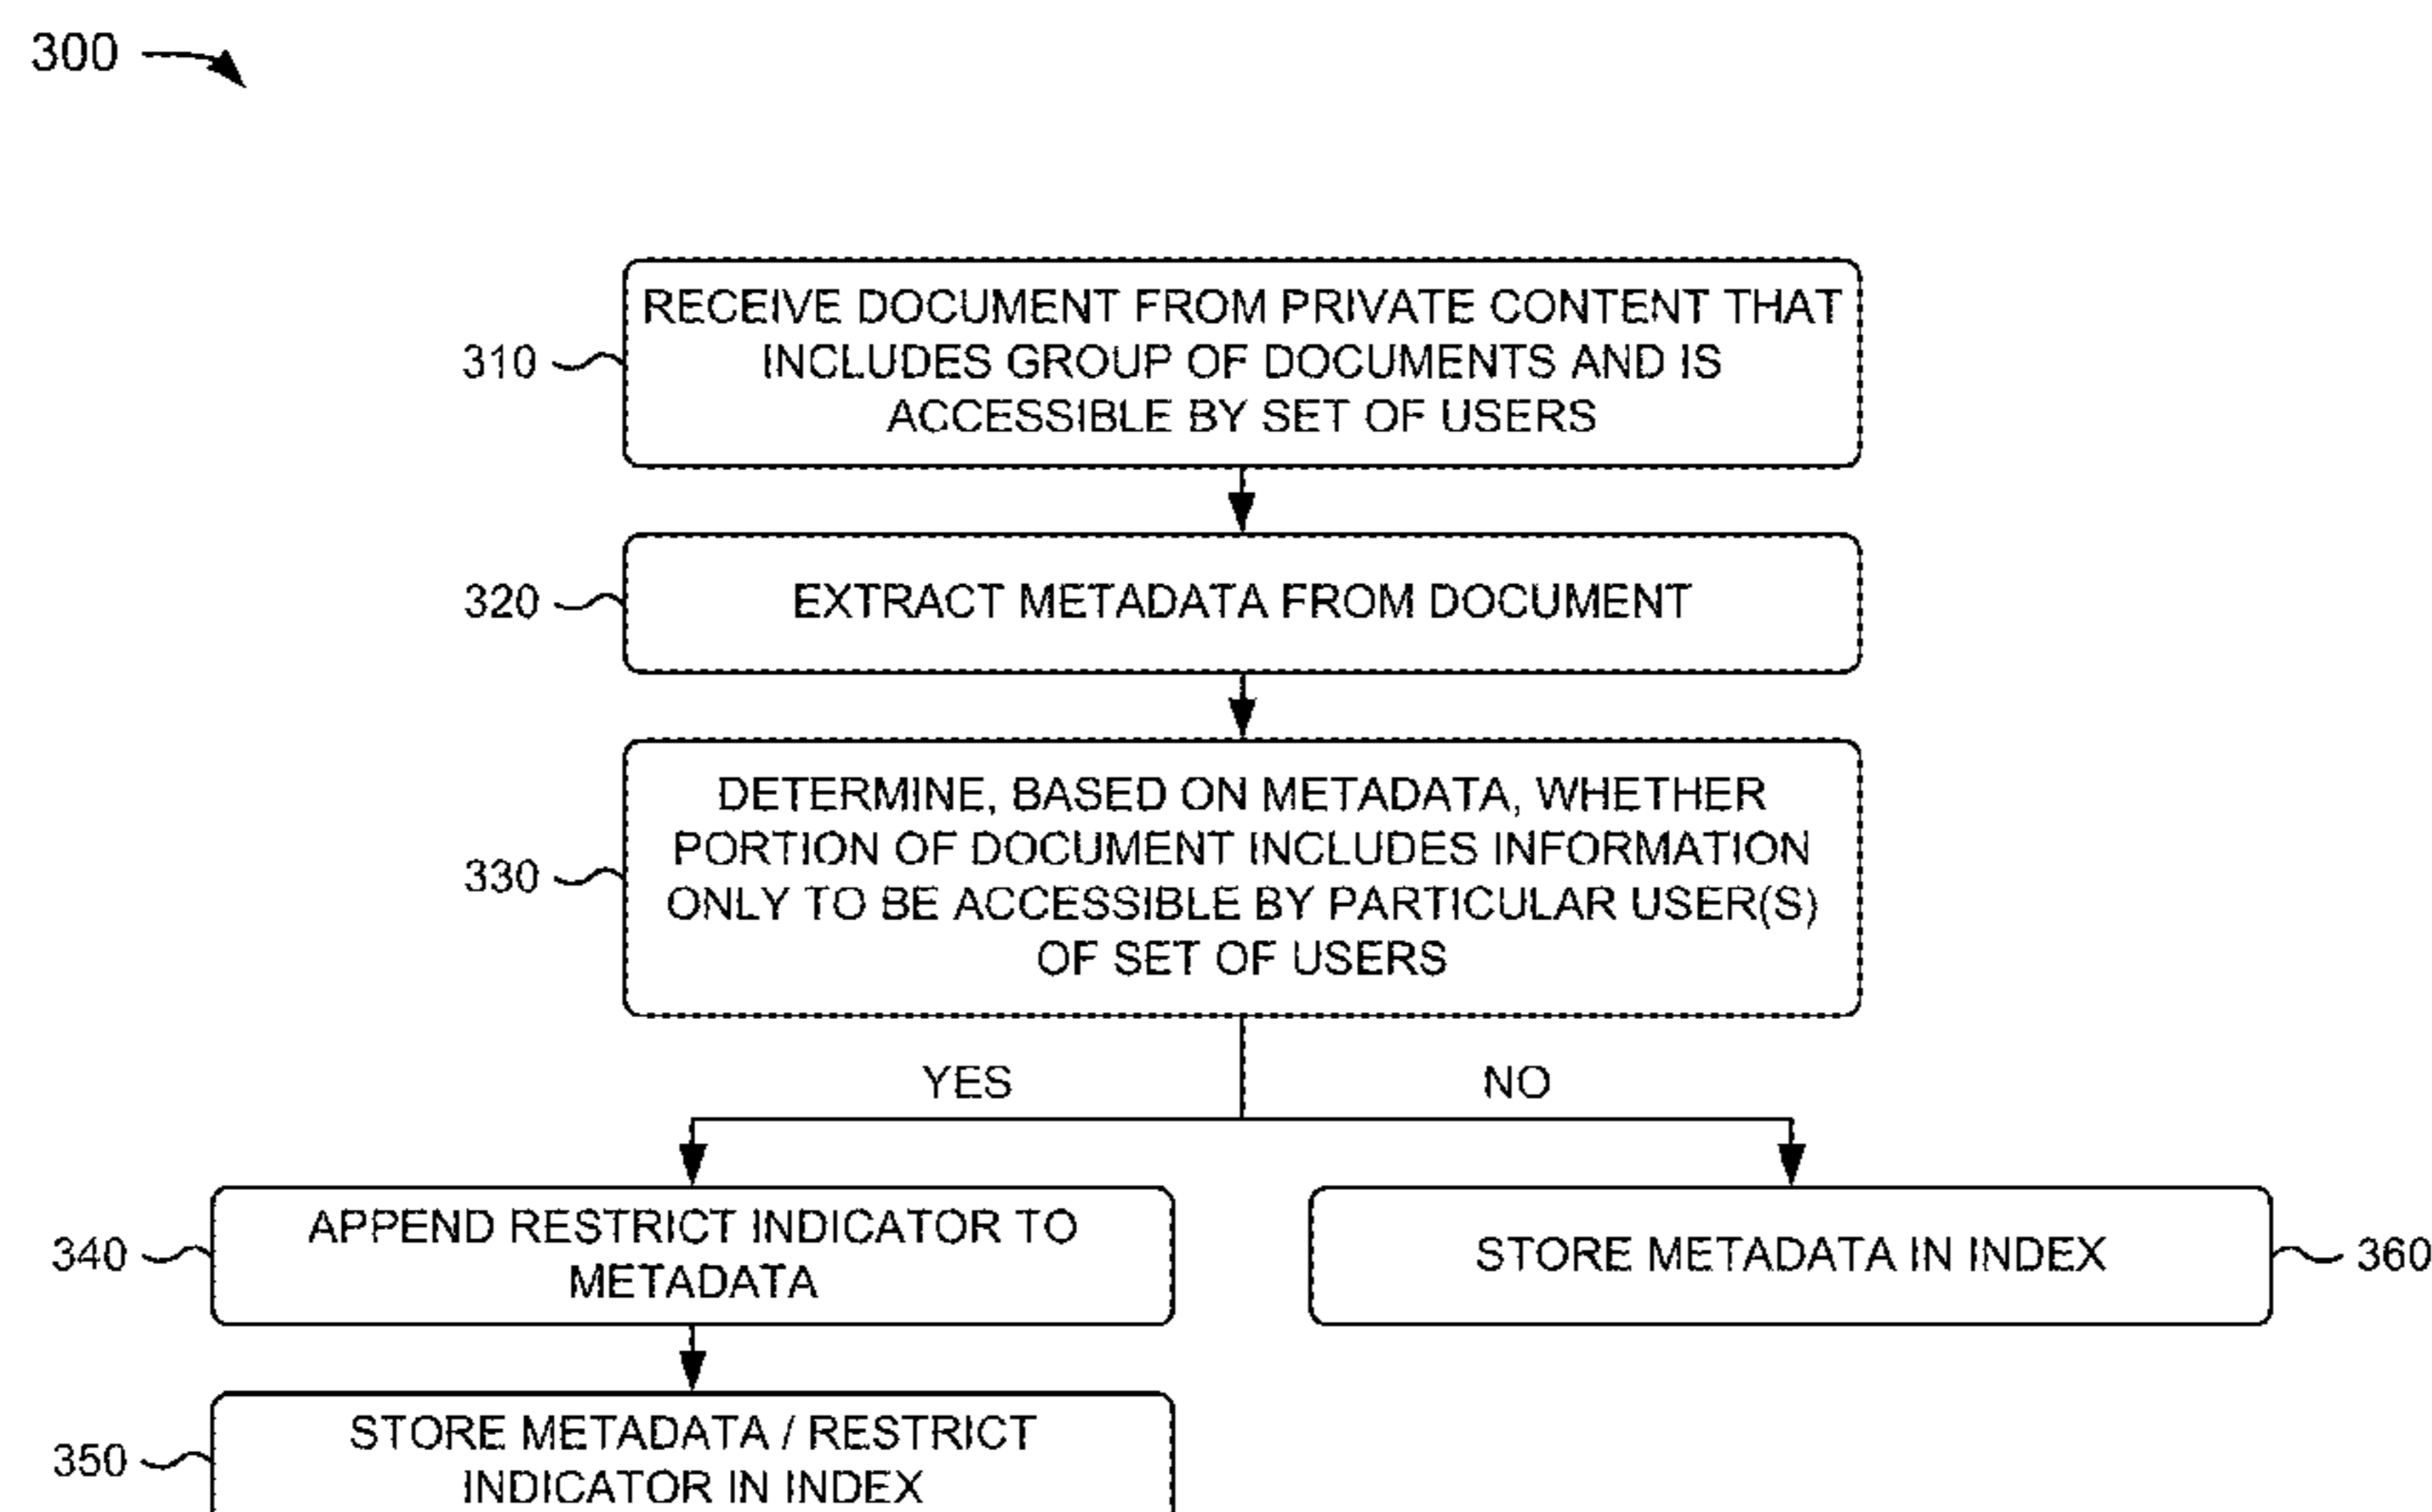 300
RECEIVE DOCUMENT FROM PRIVATE CONTENT THAT
INCLUDES GROUP OF DOCUMENTS AND IS
ACCESSIBLE BY SET OF USERS
310
EXTRACT METADATA FROM DOCUMENT
320
DETERMINE, BASED ON METADATA, WHETHER
PORTION OF DOCUMENT INCLUDES INFORMATION
ONLY TO BE ACCESSIBLE BY PARTICULAR USER(S)
OF SET OF USERS
330
YES
NO
APPEND RESTRICT INDICATOR TO
METADATA
340
STORE METADATA IN INDEX
360
STORE METADATA / RESTRICT
INDICATOR IN INDEX
350